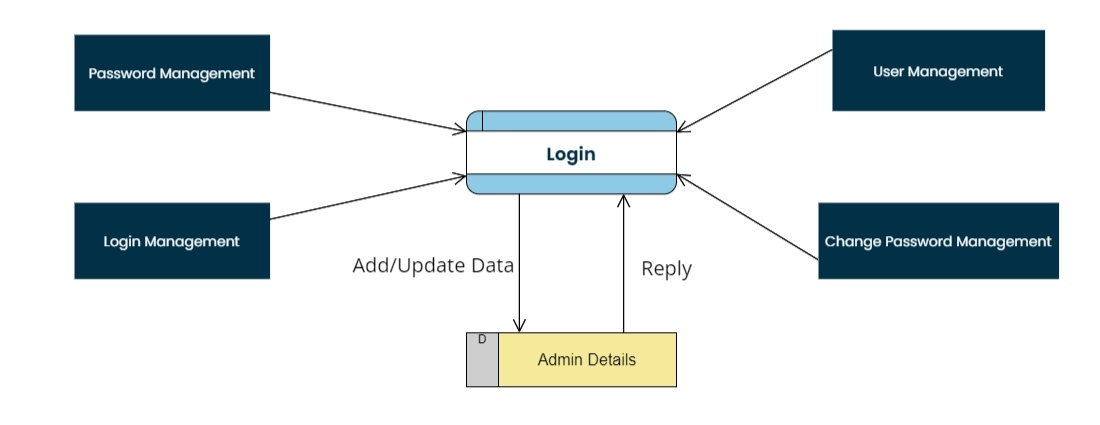 Password Management
User Management
Login
Login Management
Change Password Management
Add/Update Data
Reply
D
Admin Details